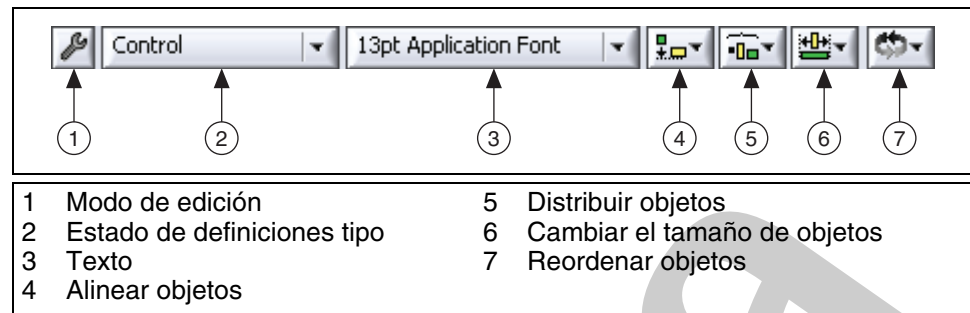 Control
13pt Application Font
1 2 3 4 5 6 7
1 Modo de edición
2 Estado de definiciones tipo
3 Texto
4 Alinear objetos
5 Distribuir objetos
6 Cambiar el tamaño de objetos
7 Reordenar objetos